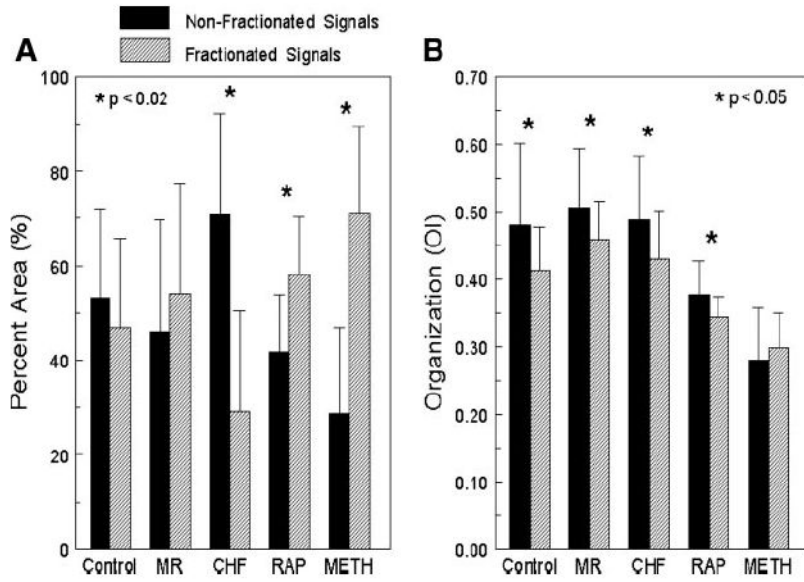 Non-Fractionated Signals
Fractionated Signals
A
* p < 0.02
Percent Area (%)
100
80
60
40
20
0
*
*
*
Control MR CHF RAP METH
B
* p < 0.05
Organization (OI)
0.70
0.60
0.50
0.40
0.30
0.20
0.10
0.00
*
*
*
*
Control MR CHF RAP METH